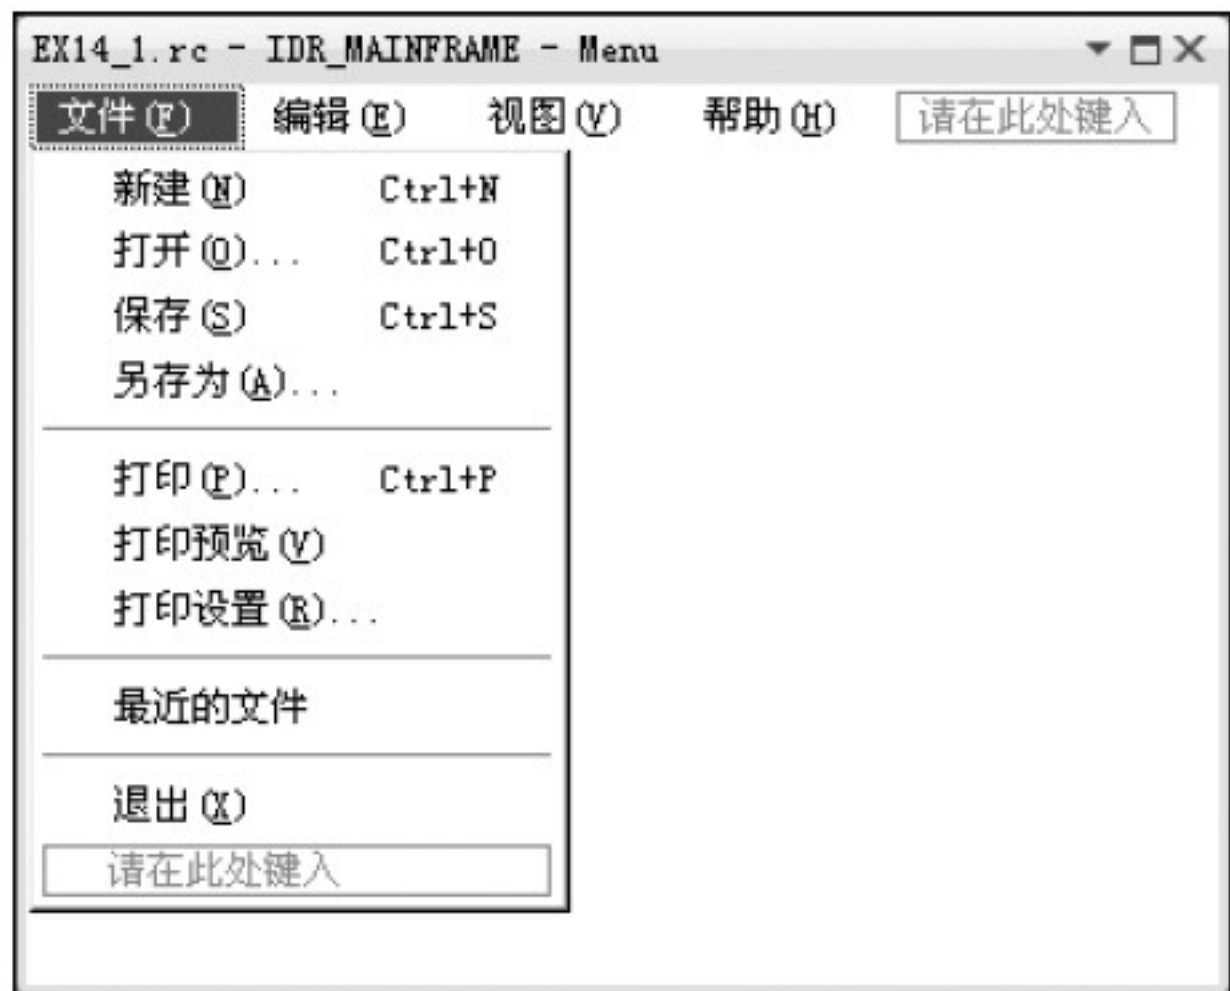 EX14_1.rc - IDR_MAINFRAME - Menu
文件(F) 编辑(E) 视图(V) 帮助(H) 请在此处键入
新建(N) Ctrl+N
打开(O)... Ctrl+O
保存(S) Ctrl+S
另存为(A)...
打印(P)... Ctrl+P
打印预览(V)
打印设置(R)...
最近的文件
退出(X)
请在此处键入